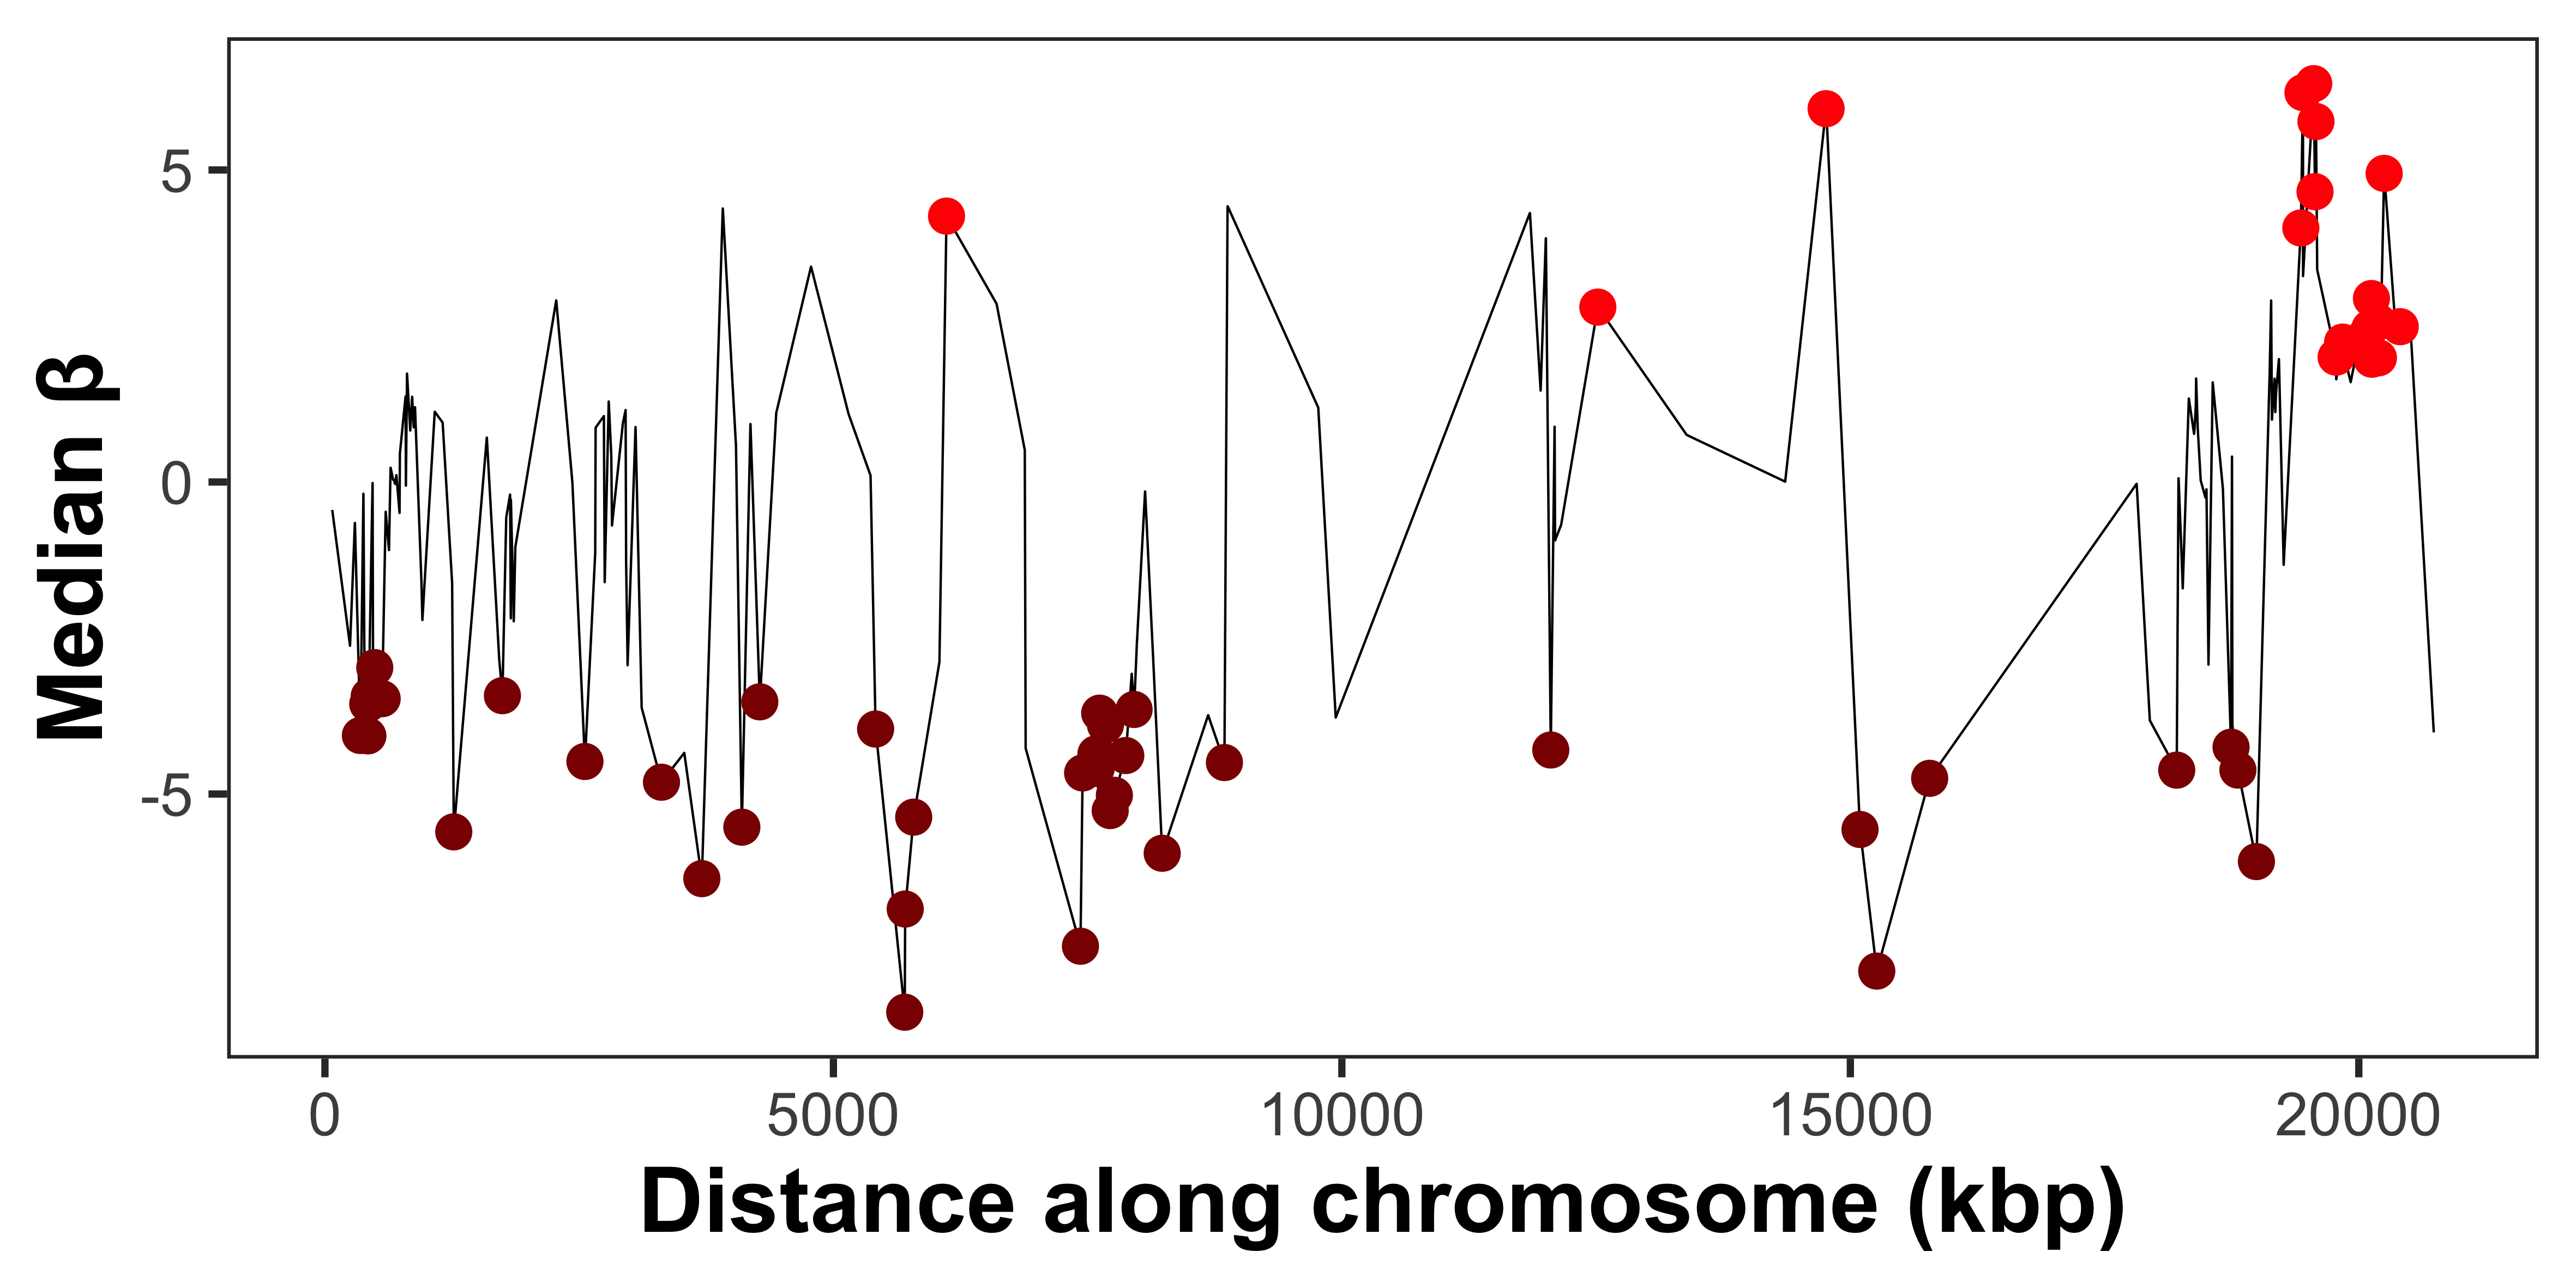 Median β
5
0
-5
0 5000 10000 15000 20000
Distance along chromosome (kbp)